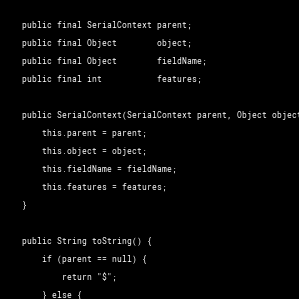 public final SerialContext parent;
public final Object        object;
public final Object        fieldName;
public final int           features;
public SerialContext(SerialContext parent, Object object
this.parent = parent;
this.object = object;
this.fieldName = fieldName;
this.features = features;
}
public String toString() {
if (parent == null) {
return "$";
} else {